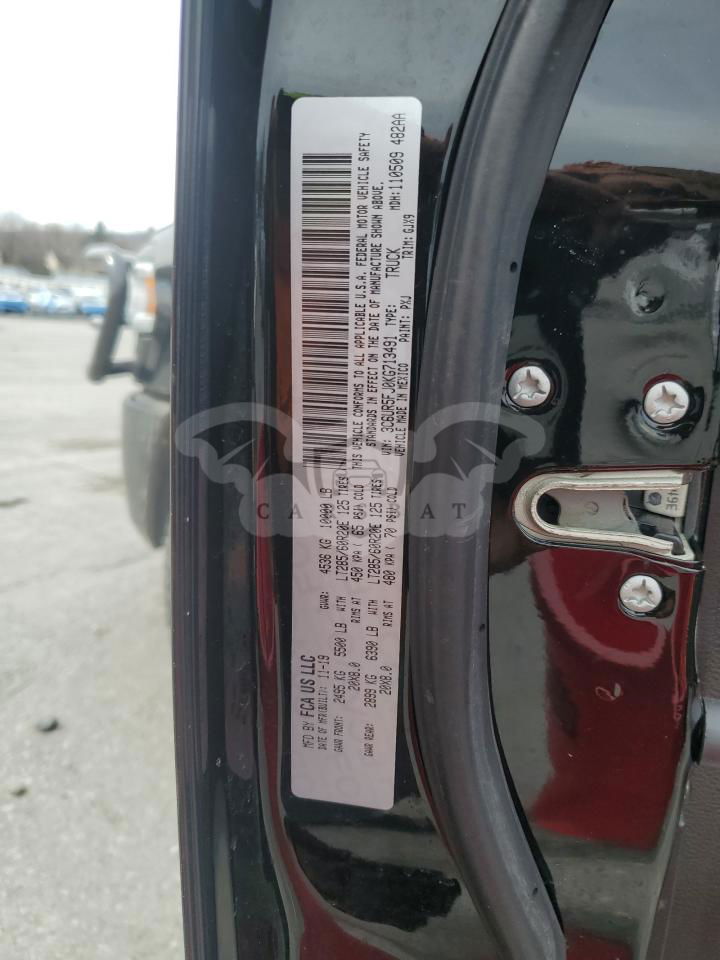 MFD BY FCA US LLC
DATE OF MFR(BUILT): 11-19 GVWR: 4536 KG 10000 LB
GAWR FRONT: 2495 KG 5500 LB WITH LT285/60R20E 125 TIRES
20X8.0 RIMS AT 450 KPA ( 65 PSI) COLD
GAWR REAR: 2899 KG 6390 LB WITH LT285/60R20E 125 TIRES
20X8.0 RIMS AT 480 KPA ( 70 PSI) COLD
THIS VEHICLE CONFORMS TO ALL APPLICABLE U.S.A. FEDERAL MOTOR VEHICLE SAFETY
STANDARDS IN EFFECT ON THE DATE OF MANUFACTURE SHOWN ABOVE.
VIN: 3C6UR5FJ0KG713491 TYPE: TRUCK MDH: 110509 482AA
VEHICLE MADE IN MEXICO PAINT: PXJ TRIM: GJX9